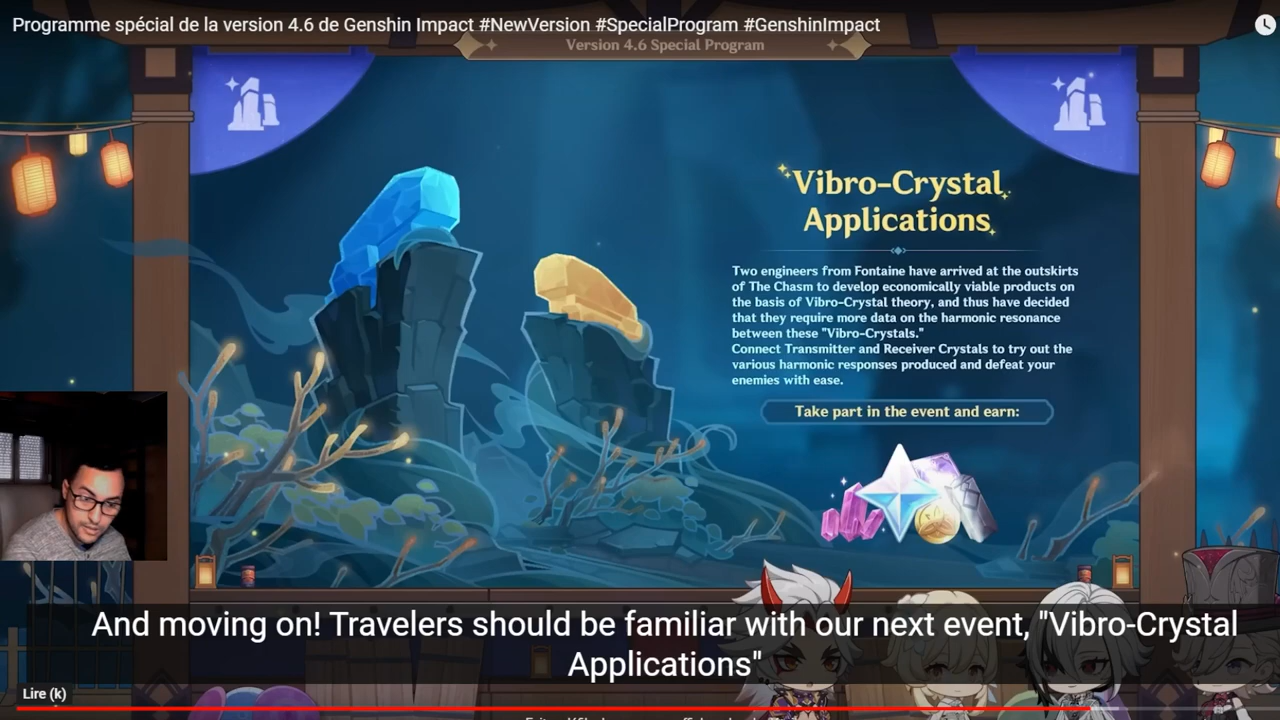 Programme spécial de la version 4.6 de Genshin Impact #NewVersion #SpecialProgram #GenshinImpact
Version 4.6 Special Program
Vibro-Crystal
Applications
Two engineers from Fontaine have arrived at the outskirts
of The Chasm to develop economically viable products on
the basis of Vibro-Crystal theory, and thus have decided
that they require more data on the harmonic resonance
between these "Vibro-Crystals."
Connect Transmitter and Receiver Crystals to try out the
various harmonic responses produced and defeat your
enemies with ease.
Take part in the event and earn:
And moving on! Travelers should be familiar with our next event, "Vibro-Crystal
Applications"
Lire (k)